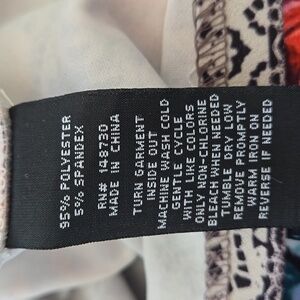 95% POLYESTER
5% SPANDEX
RN# 148730
MADE IN CHINA
TURN GARMENT
INSIDE OUT
MACHINE WASH COLD
GENTLE CYCLE
WITH LIKE COLORS
ONLY NON-CHLORINE
BLEACH WHEN NEEDED
TUMBLE DRY LOW
REMOVE PROMPTLY
WARM IRON ON
REVERSE IF NEEDED